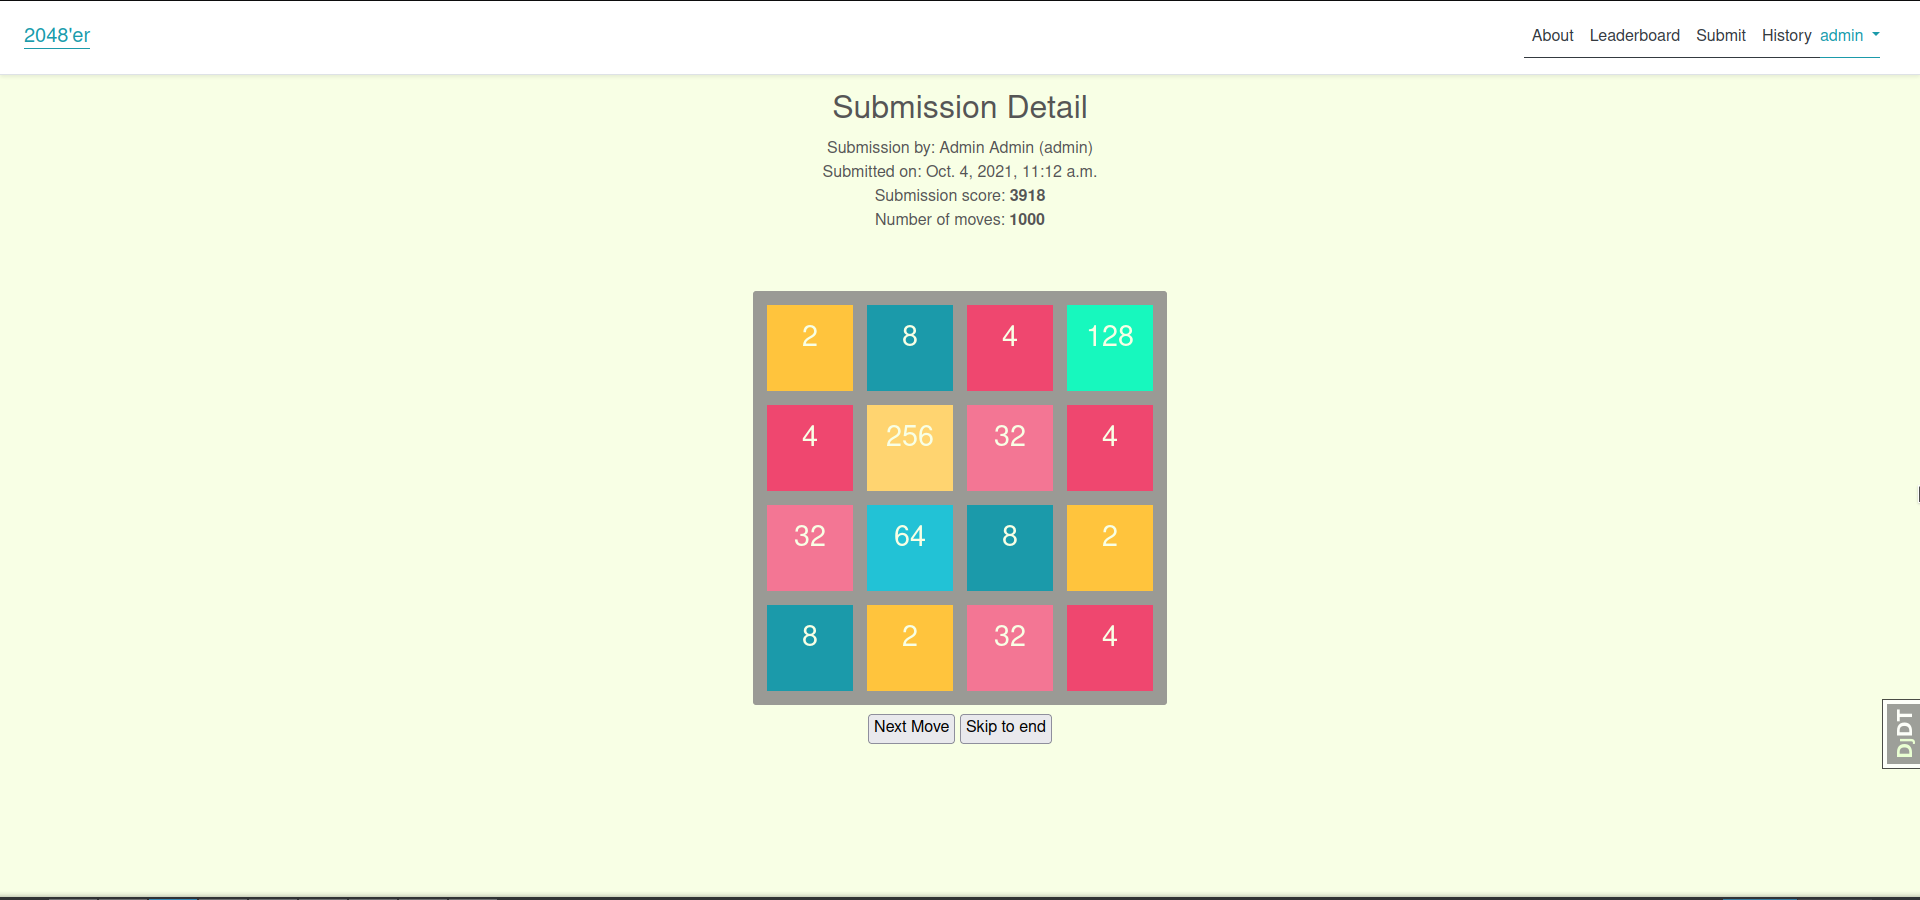 2048'er
About Leaderboard Submit History admin
Submission Detail
Submission by: Admin Admin (admin)
Submitted on: Oct. 4, 2021, 11:12 a.m.
Submission score: 3918
Number of moves: 1000
2 8 4 128
4 256 32 4
32 64 8 2
8 2 32 4
Next Move Skip to end
DjDT